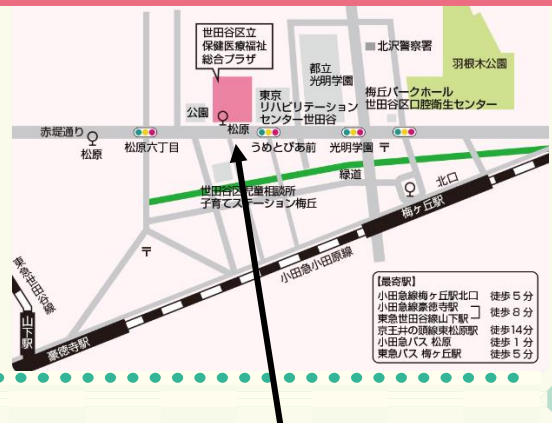 世田谷区立
保健医療福祉
総合プラザ
北沢警察署
羽根木公園
都立
光明学園
梅丘パークホール
世田谷区口腔衛生センター
東京
リハビリテーション
センター世田谷
公園
松原
赤堤通り
松原
松原六丁目
うめとぴあ前
光明学園
〒
緑道
世田谷区児童相談所
子育てステーション梅丘
北口
梅ヶ丘駅
〒
小田急小田原線
東急世田谷線
山下駅
豪徳寺駅
【最寄駅】
小田急線梅ヶ丘駅北口 徒歩5分
小田急線豪徳寺駅
東急世田谷線山下駅 徒歩8分
京王井の頭線東松原駅 徒歩14分
小田急バス 松原 徒歩1分
東急バス 梅ヶ丘駅 徒歩5分